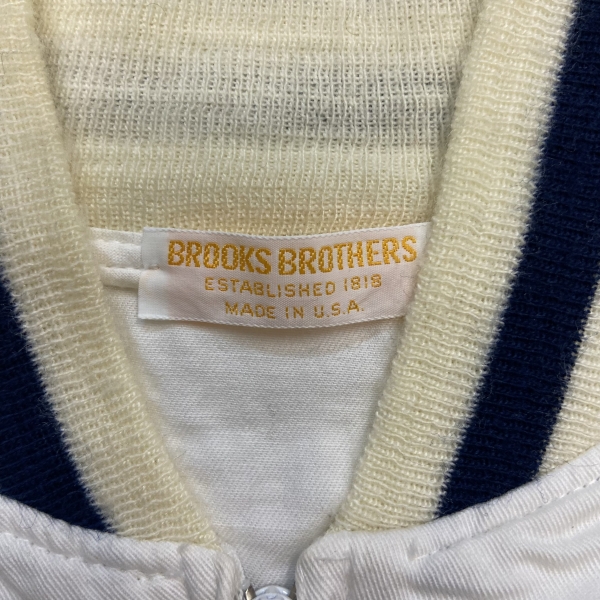 BROOKS BROTHERS
ESTABLISHED 1818
MADE IN U.S.A.